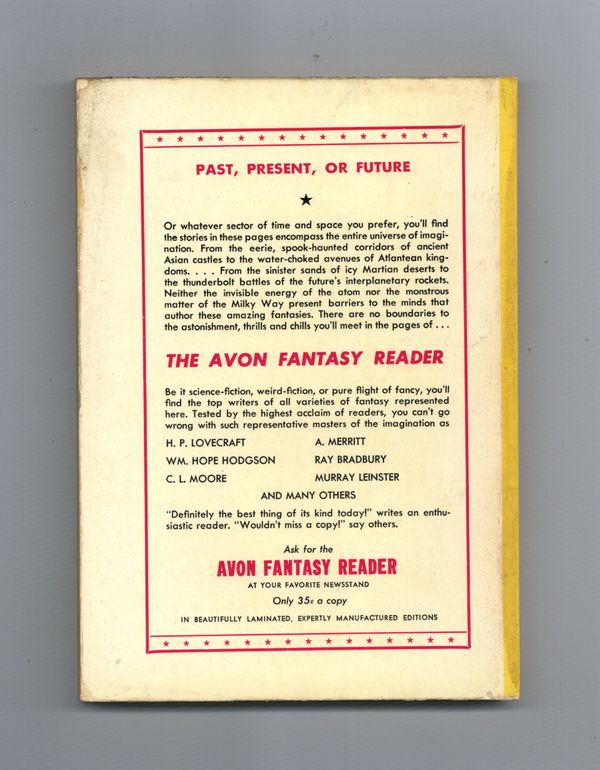 PAST, PRESENT, OR FUTURE
Or whatever sector of time and space you prefer, you'll find
the stories in these pages encompass the entire universe of imagi-
nation. From the eerie, spook-haunted corridors of ancient
Asian castles to the water-choked avenues of Atlantean king-
doms. . . . From the sinister sands of icy Martian deserts to
the thunderbolt battles of the future's interplanetary rockets.
Neither the invisible energy of the atom nor the monstrous
matter of the Milky Way present barriers to the minds that
author these amazing fantasies. There are no boundaries to
the astonishment, thrills and chills you'll meet in the pages of . . .
THE AVON FANTASY READER
Be it science-fiction, weird-fiction, or pure flight of fancy, you'll
find the top writers of all varieties of fantasy represented
here. Tested by the highest acclaim of readers, you can't go
wrong with such representative masters of the imagination as
H. P. LOVECRAFT A. MERRITT
WM. HOPE HODGSON RAY BRADBURY
C. L. MOORE MURRAY LEINSTER
AND MANY OTHERS
"Definitely the best thing of its kind today!" writes an enthu-
siastic reader. "Wouldn't miss a copy!" say others.
Ask for the
AVON FANTASY READER
AT YOUR FAVORITE NEWSSTAND
Only 35¢ a copy
IN BEAUTIFULLY LAMINATED, EXPERTLY MANUFACTURED EDITIONS